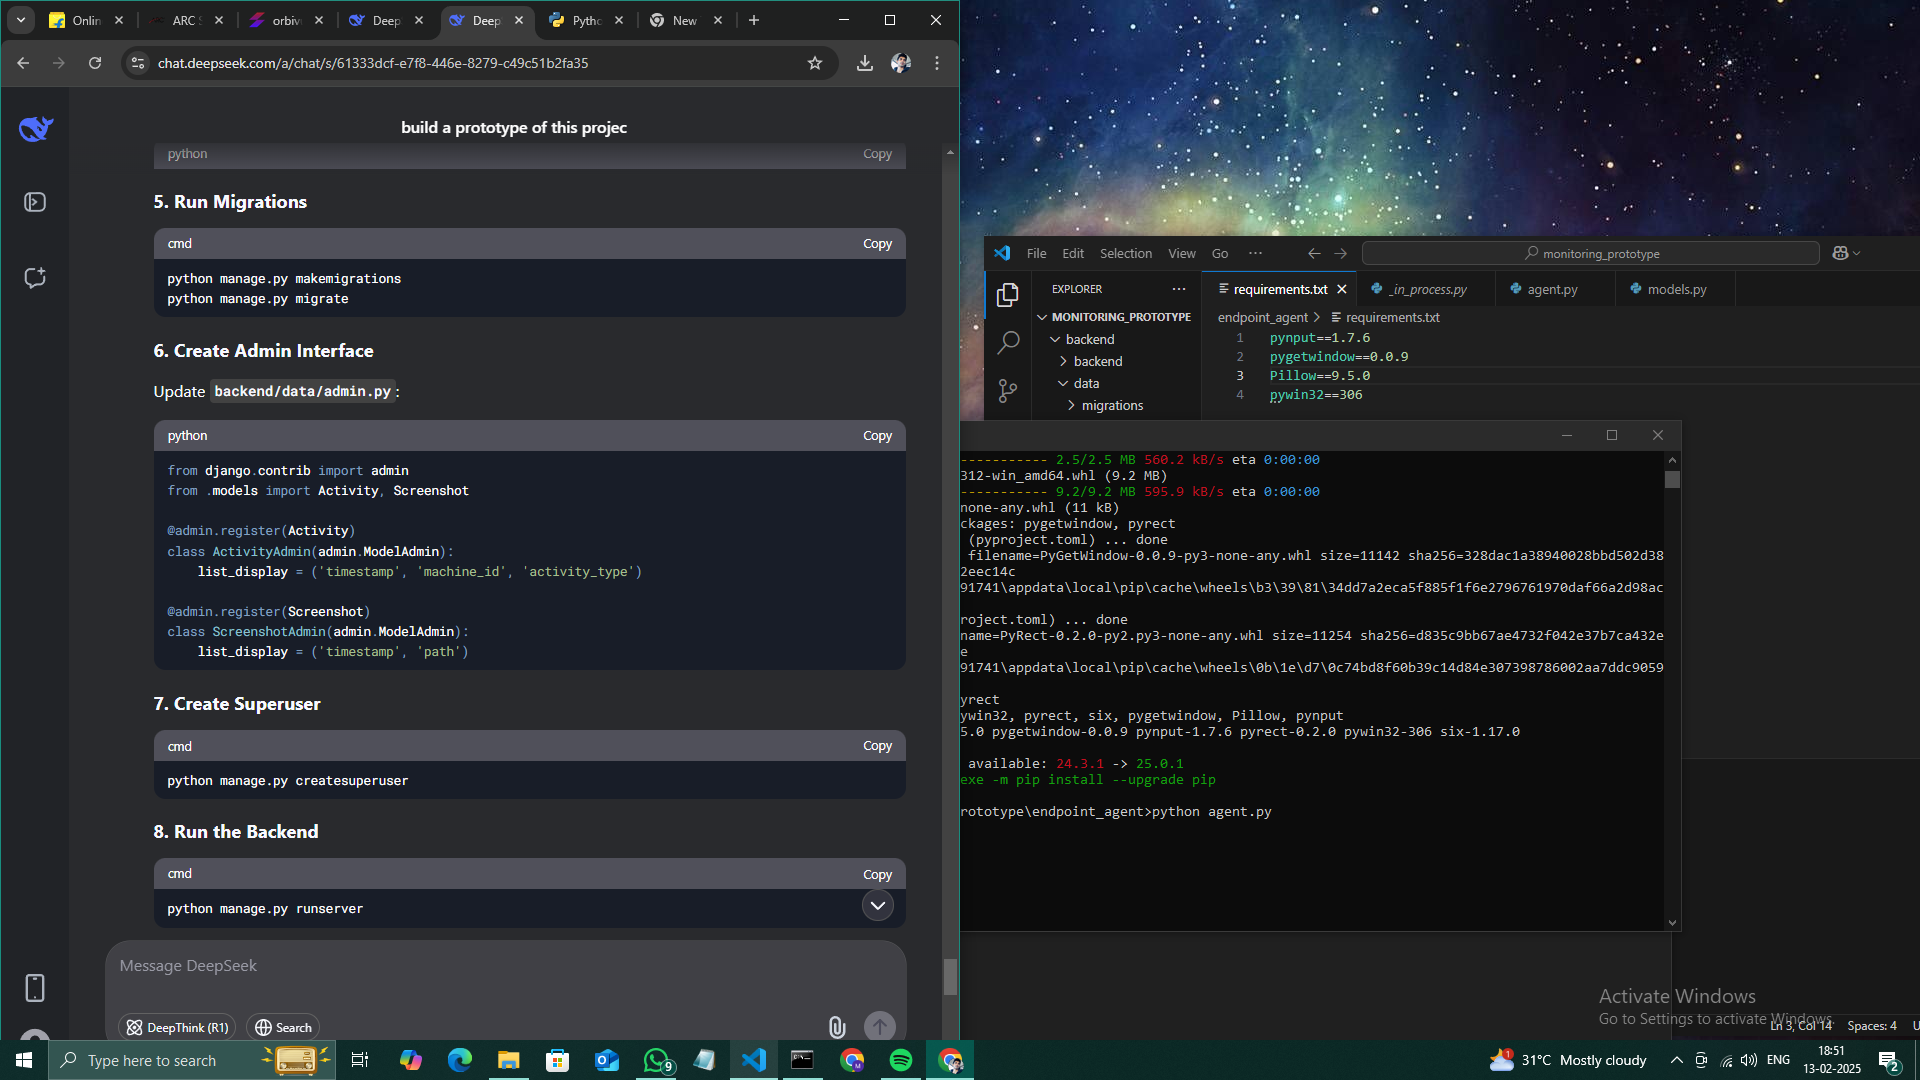 Onlin
ARC S
orbiv
Deep
Deep
Pytho
New
chat.deepseek.com/a/chat/s/61333dcf-e7f8-446e-8279-c49c51b2fa35
build a prototype of this projec
python
Copy
5. Run Migrations
cmd
Copy
python manage.py makemigrations
python manage.py migrate
6. Create Admin Interface
Update backend/data/admin.py:
python
Copy
from django.contrib import admin
from .models import Activity, Screenshot
@admin.register(Activity)
class ActivityAdmin(admin.ModelAdmin):
list_display = ('timestamp', 'machine_id', 'activity_type')
@admin.register(Screenshot)
class ScreenshotAdmin(admin.ModelAdmin):
list_display = ('timestamp', 'path')
7. Create Superuser
cmd
Copy
python manage.py createsuperuser
8. Run the Backend
cmd
Copy
python manage.py runserver
Message DeepSeek
DeepThink (R1)
Search
File Edit Selection View Go ···
monitoring_prototype
EXPLORER
requirements.txt
_in_process.py
agent.py
models.py
MONITORING_PROTOTYPE
backend
backend
data
migrations
endpoint_agent > requirements.txt
1 pynput==1.7.6
2 pygetwindow==0.0.9
3 Pillow==9.5.0
4 pywin32==306
----------- 2.5/2.5 MB 560.2 kB/s eta 0:00:00
312-win_amd64.whl (9.2 MB)
----------- 9.2/9.2 MB 595.9 kB/s eta 0:00:00
none-any.whl (11 kB)
ckages: pygetwindow, pyrect
(pyproject.toml) ... done
filename=PyGetWindow-0.0.9-py3-none-any.whl size=11142 sha256=328dac1a38940028bbd502d38
2eec14c
91741\appdata\local\pip\cache\wheels\b3\39\81\34dd7a2eca5f885f1f6e2796761970daf66a2d98ac
roject.toml) ... done
name=PyRect-0.2.0-py2.py3-none-any.whl size=11254 sha256=d835c9bb67ae4732f042e37b7ca432e
e
91741\appdata\local\pip\cache\wheels\0b\1e\d7\0c74bd8f60b39c14d84e307398786002aa7ddc9059
yrect
ywin32, pyrect, six, pygetwindow, Pillow, pynput
5.0 pygetwindow-0.0.9 pynput-1.7.6 pyrect-0.2.0 pywin32-306 six-1.17.0
available: 24.3.1 -> 25.0.1
exe -m pip install --upgrade pip
rototype\endpoint_agent>python agent.py
Activate Windows
Go to Settings to activate Windows.
Ln 3, Col 14
Spaces: 4
U
Type here to search
9
M
1
31°C Mostly cloudy
ENG
18:51
13-02-2025
2